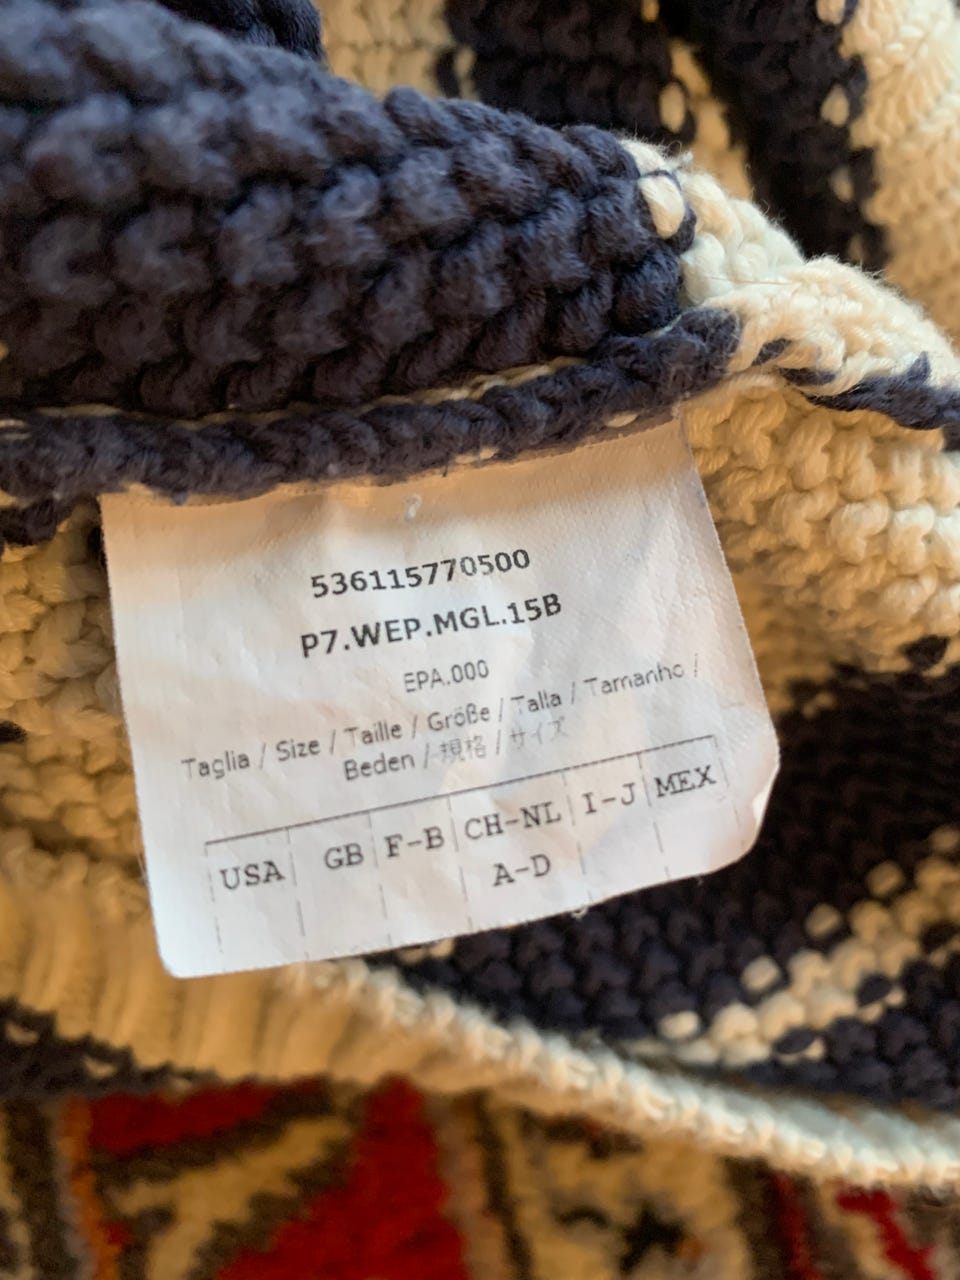 536115770500
P7.WEP.MGL.15B
EPA.000
Taglia / Size / Taille / Größe / Talla / Tamanho /
Beden / 規格 / サイズ
USA GB F-B CH-NL I-J MEX
A-D